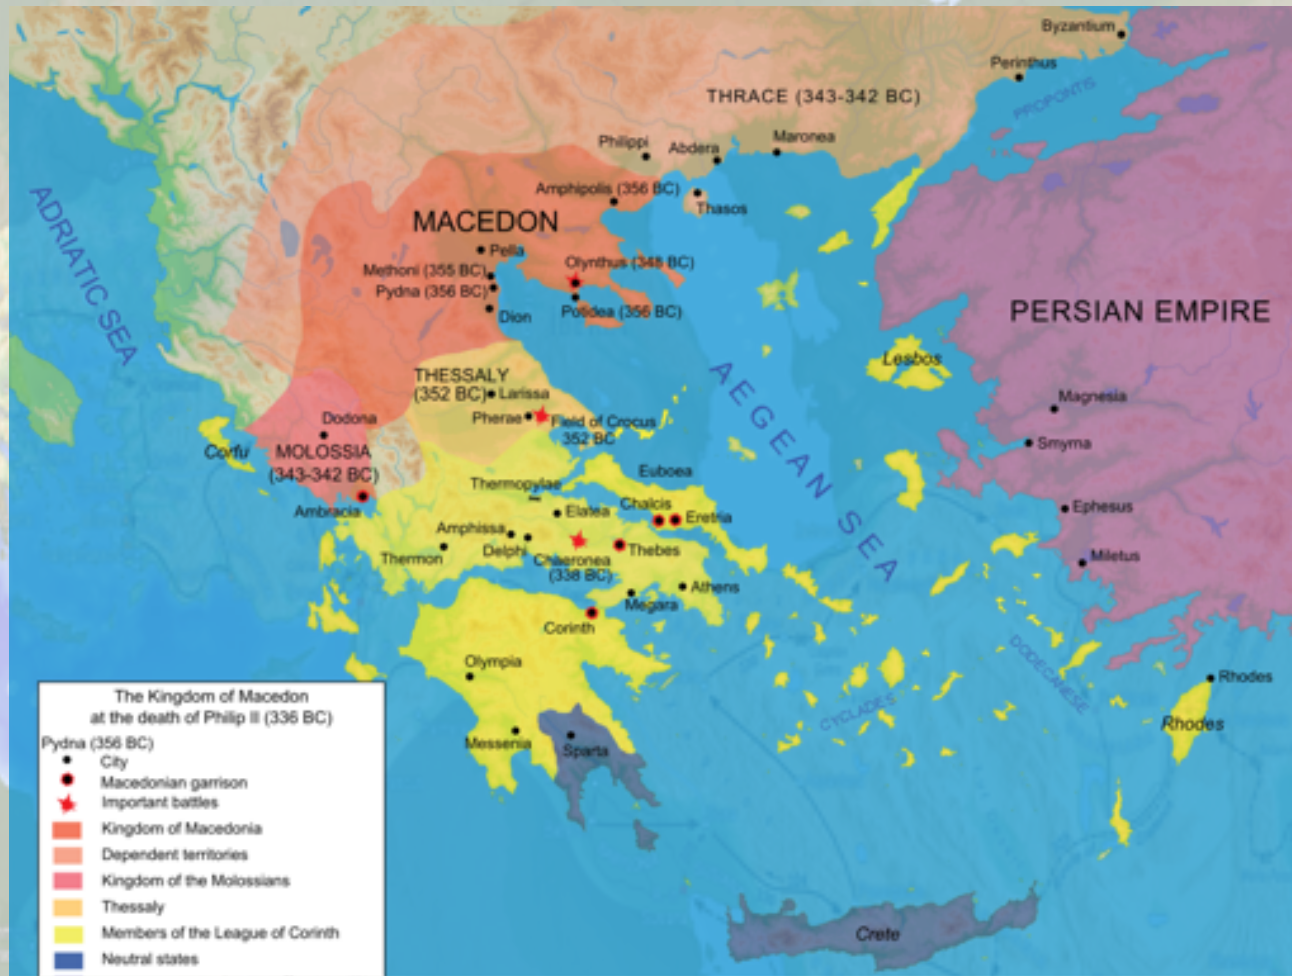 Byzantium
Perinthus
PROPONTIS
THRACE (343-342 BC)
Philippi
Abdera
Maronea
Amphipolis (356 BC)
Thasos
ADRIATIC SEA
MACEDON
Pella
Methoni (355 BC)
Olynthus (348 BC)
Pydna (356 BC)
Potidea (356 BC)
Dion
PERSIAN EMPIRE
Lesbos
AEGEAN SEA
THESSALY
(352 BC)
Larissa
Pherae
Field of Crocus
352 BC
Magnesia
Smyrna
Dodona
Corfu
MOLOSSIA
(343-342 BC)
Ambracia
Euboea
Thermopylae
Chalcis
Eretria
Elatea
Ephesus
Amphissa
Delphi
Thermon
Chaeronea
(338 BC)
Thebes
Miletus
Athens
Megara
Corinth
Olympia
DODECANESE
Rhodes
Rhodes
CYCLADES
Messenia
Sparta
Crete
The Kingdom of Macedon
at the death of Philip II (336 BC)
Pydna (356 BC)
City
Macedonian garrison
Important battles
Kingdom of Macedonia
Dependent territories
Kingdom of the Molossians
Thessaly
Members of the League of Corinth
Neutral states